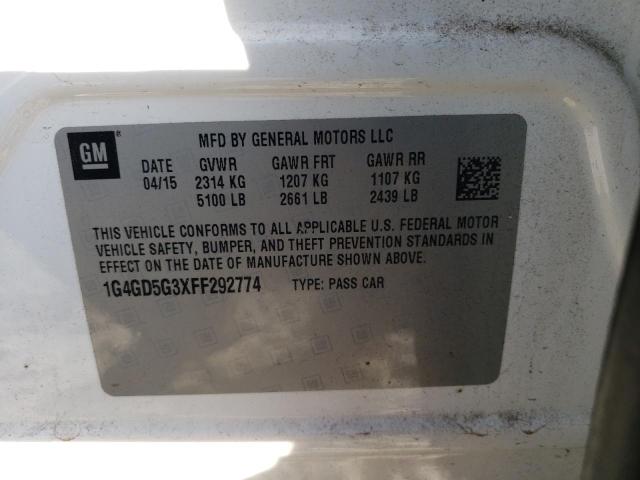 GM MFD BY GENERAL MOTORS LLC
DATE GVWR GAWR FRT GAWR RR
04/15 2314 KG 1207 KG 1107 KG
5100 LB 2661 LB 2439 LB
THIS VEHICLE CONFORMS TO ALL APPLICABLE U.S. FEDERAL MOTOR
VEHICLE SAFETY, BUMPER, AND THEFT PREVENTION STANDARDS IN
EFFECT ON THE DATE OF MANUFACTURE SHOWN ABOVE.
1G4GD5G3XFF292774 TYPE: PASS CAR